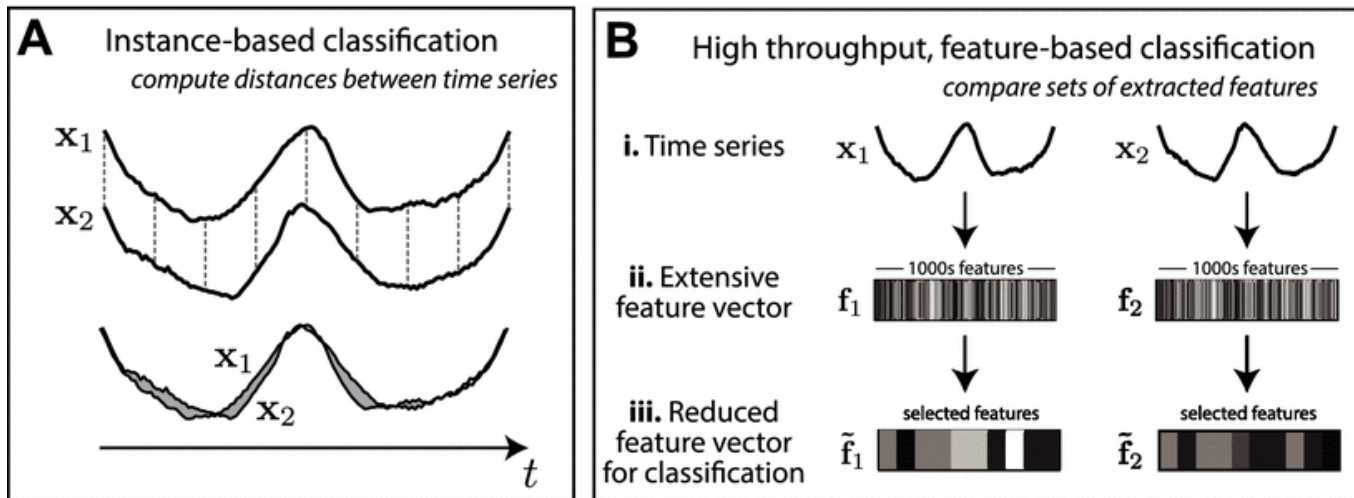 A
Instance-based classification
compute distances between time series
x₁
x₂
x₁
x₂
t
B
High throughput, feature-based classification
compare sets of extracted features
i. Time series
x₁
x₂
ii. Extensive
feature vector
1000s features
f₁
1000s features
f₂
iii. Reduced
feature vector
for classification
selected features
f̃₁
selected features
f̃₂